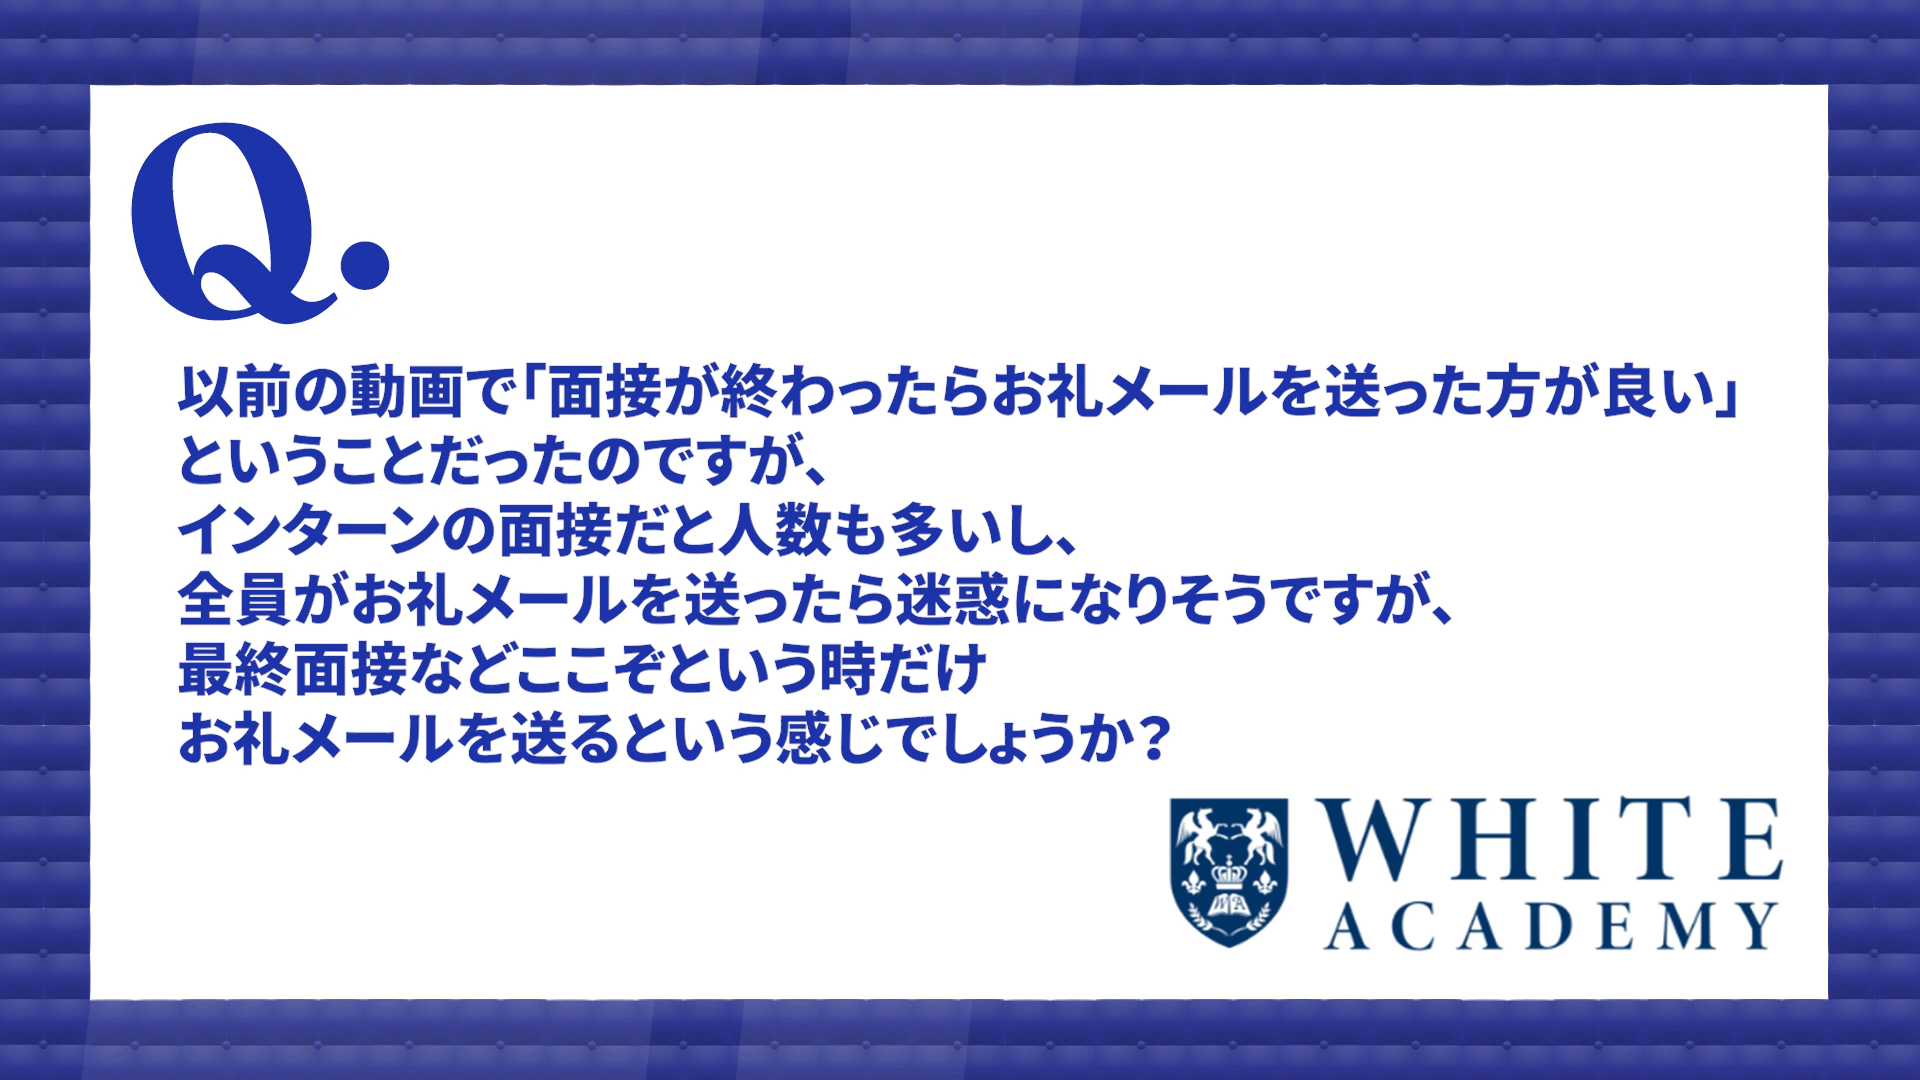 Q.
以前の動画で「面接が終わったらお礼メールを送った方が良い」
ということだったのですが、
インターンの面接だと人数も多いし、
全員がお礼メールを送ったら迷惑になりそうですが、
最終面接などここぞという時だけ
お礼メールを送るという感じでしょうか？
WHITE
ACADEMY